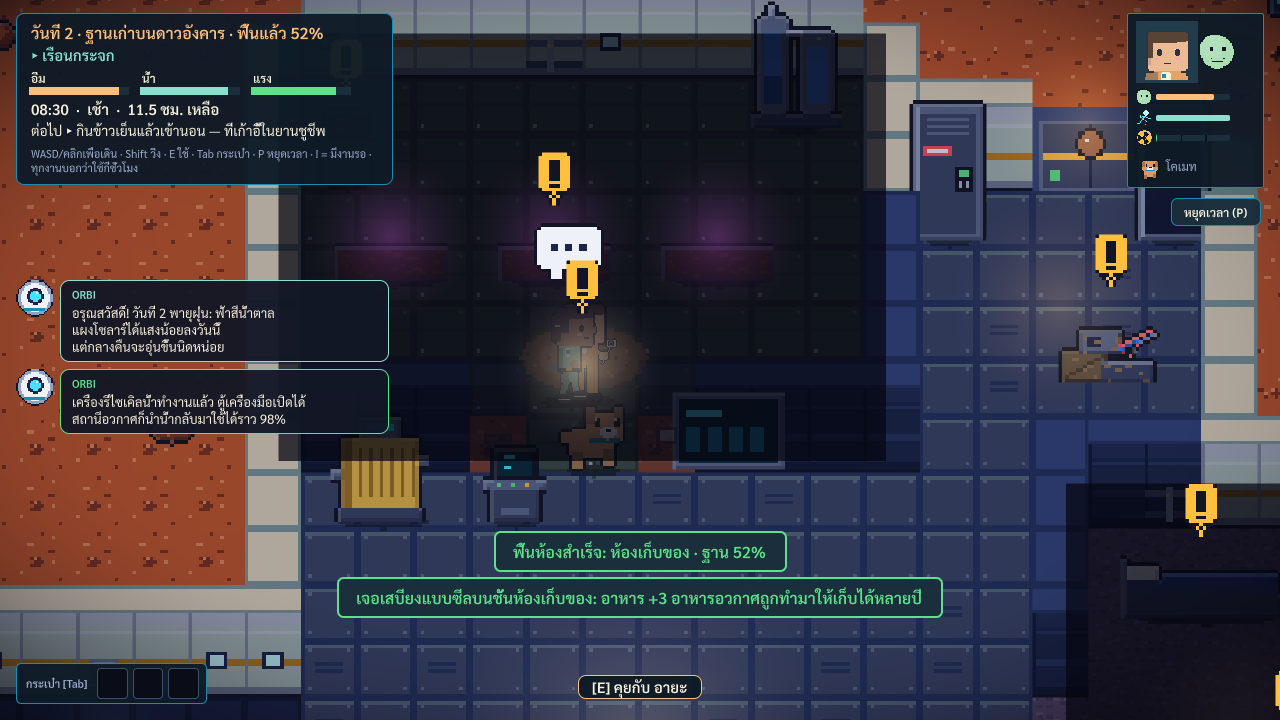 วันที่ 2 · ฐานเก่าบนดาวอังคาร · ฟื้นแล้ว 52%
▸ เรือนกระจก
อิ่ม น้ำ แรง
08:30 · เช้า · 11.5 ชม. เหลือ
ต่อไป ▸ กินข้าวเย็นแล้วเข้านอน — ที่เก้าอี้ในยานชูชีพ
WASD/คลิกเพื่อเดิน · Shift วิ่ง · E ใช้ · Tab กระเป๋า · P หยุดเวลา · ! = มีงานรอ ·
ทุกงานบอกว่าใช้กี่ชั่วโมง
โคเมท
หยุดเวลา (P)
ORBI
อรุณสวัสดิ์! วันที่ 2 พายุฝุ่น: ฟ้าสีน้ำตาล
แผงโซลาร์ได้แสงน้อยลงวันนี้
แต่กลางคืนจะอุ่นขึ้นนิดหน่อย
ORBI
เครื่องรีไซเคิลน้ำทำงานแล้ว ตู้เครื่องมือเปิดได้
สถานีอวกาศก็นำน้ำกลับมาใช้ได้ราว 98%
ฟื้นห้องสำเร็จ: ห้องเก็บของ · ฐาน 52%
เจอเสบียงแบบซีลบนชั้นห้องเก็บของ: อาหาร +3 อาหารอวกาศถูกทำมาให้เก็บได้หลายปี
กระเป๋า [Tab]
[E] คุยกับ อายะ